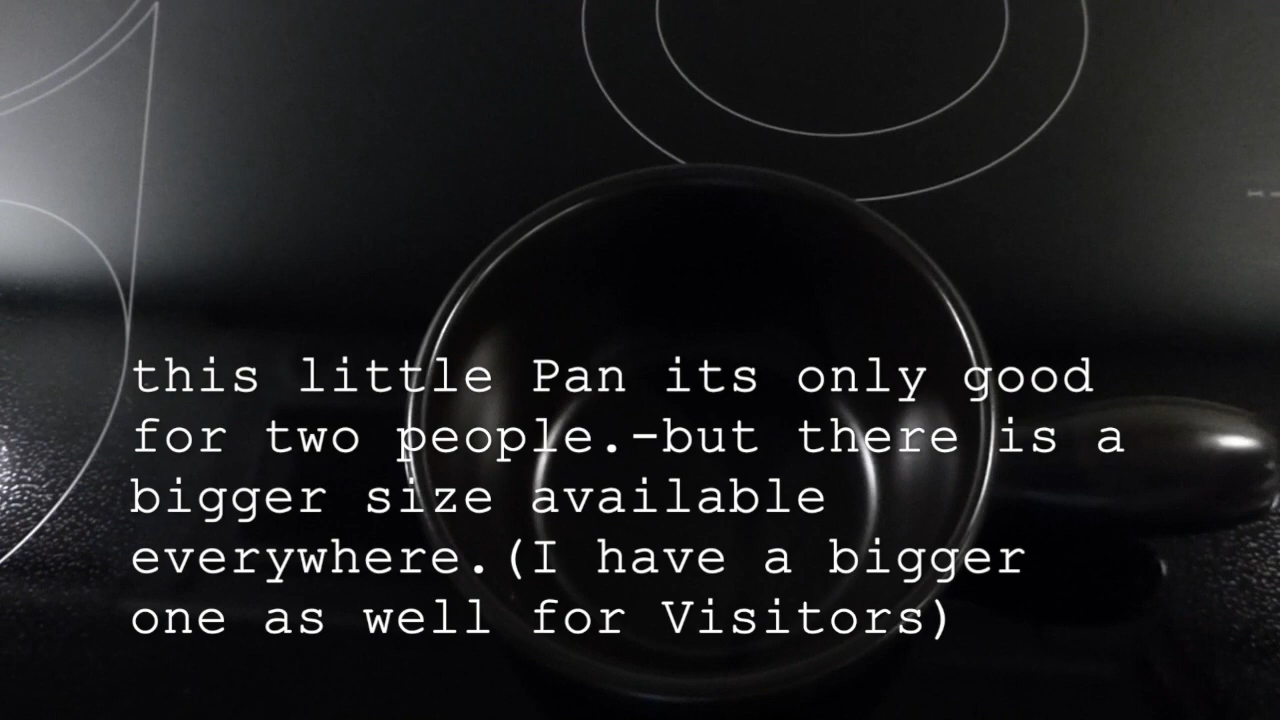 this little Pan its only good
for two people.-but there is a
bigger size available
everywhere.(I have a bigger
one as well for Visitors)